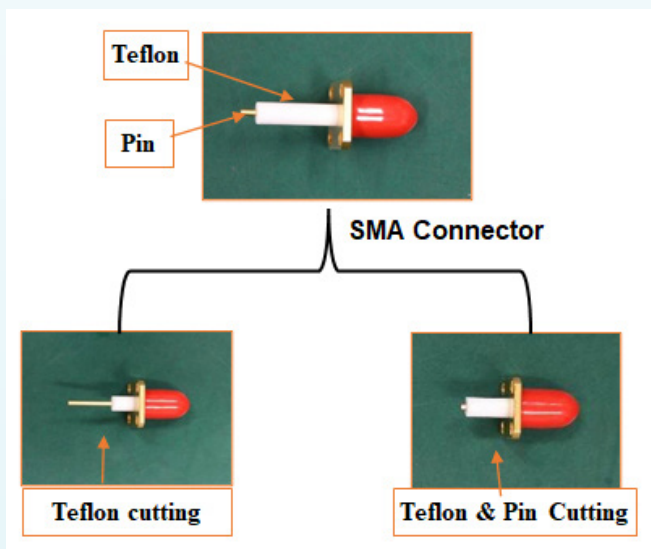 Teflon
Pin
SMA Connector
Teflon cutting
Teflon & Pin Cutting